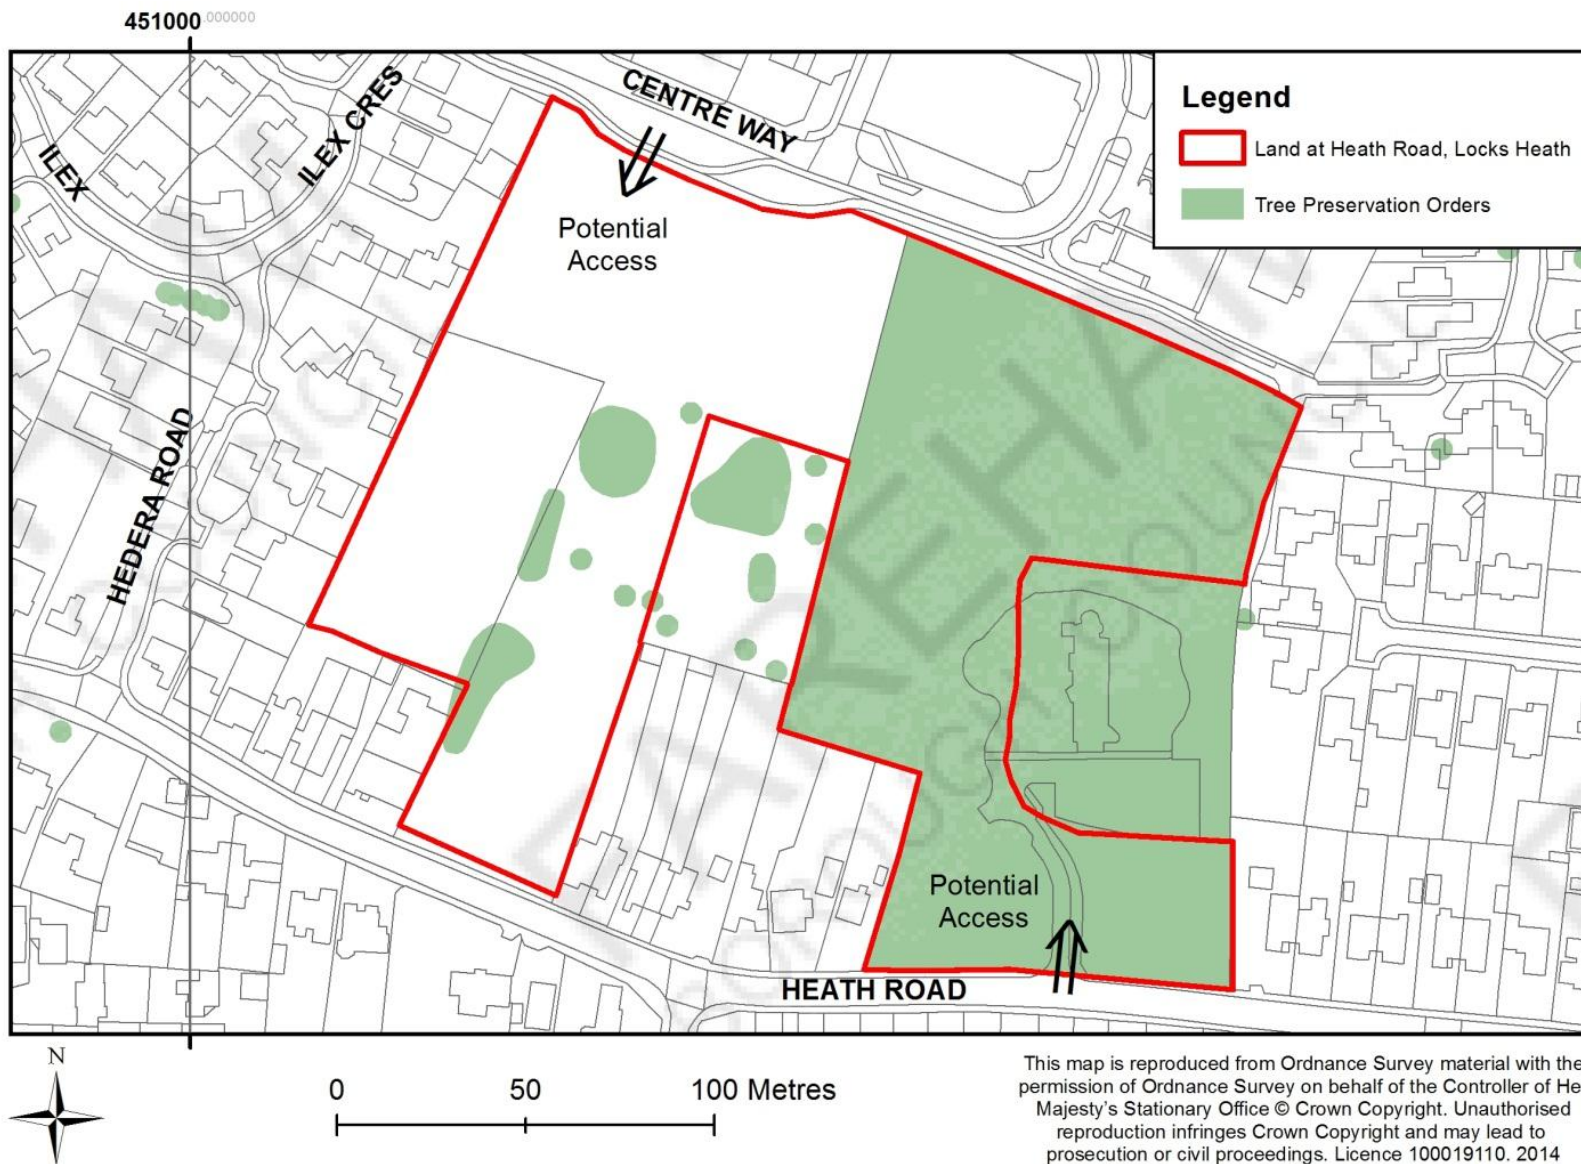 451000.000000
CENTRE WAY
ILEX CRES
ILEX
Legend
Land at Heath Road, Locks Heath
Tree Preservation Orders
Potential
Access
HEDERA ROAD
FAREHAM
BOROUGH COUNCIL
Potential
Access
HEATH ROAD
N
0 50 100 Metres
This map is reproduced from Ordnance Survey material with the
permission of Ordnance Survey on behalf of the Controller of He
Majesty's Stationary Office © Crown Copyright. Unauthorised
reproduction infringes Crown Copyright and may lead to
prosecution or civil proceedings. Licence 100019110. 2014